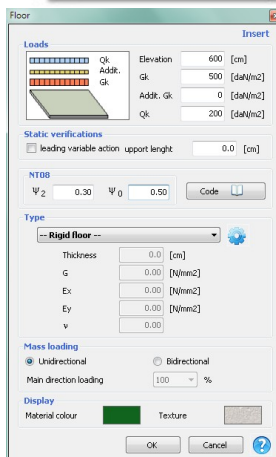 Floor
Insert
Loads
Qk
Addit.
Gk
Elevation 600 [cm]
Gk 500 [daN/m2]
Addit. Gk 0 [daN/m2]
Qk 200 [daN/m2]
Static verifications
leading variable action upport lenght 0.0 [cm]
NT08
Ψ 2 0.30 Ψ 0 0.50 Code
Type
-- Rigid floor --
Thickness 0.0 [cm]
G 0.00 [N/mm2]
Ex 0.00 [N/mm2]
Ey 0.00 [N/mm2]
ν 0.00
Mass loading
Unidirectional Bidirectional
Main direction loading 100 %
Display
Material colour Texture
OK Cancel ?